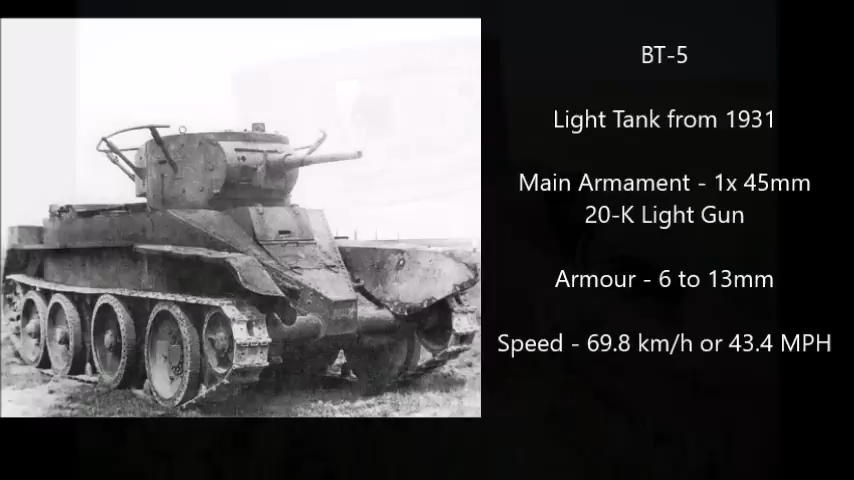 BT-5
Light Tank from 1931
Main Armament - 1x 45mm
20-K Light Gun
Armour - 6 to 13mm
Speed - 69.8 km/h or 43.4 MPH